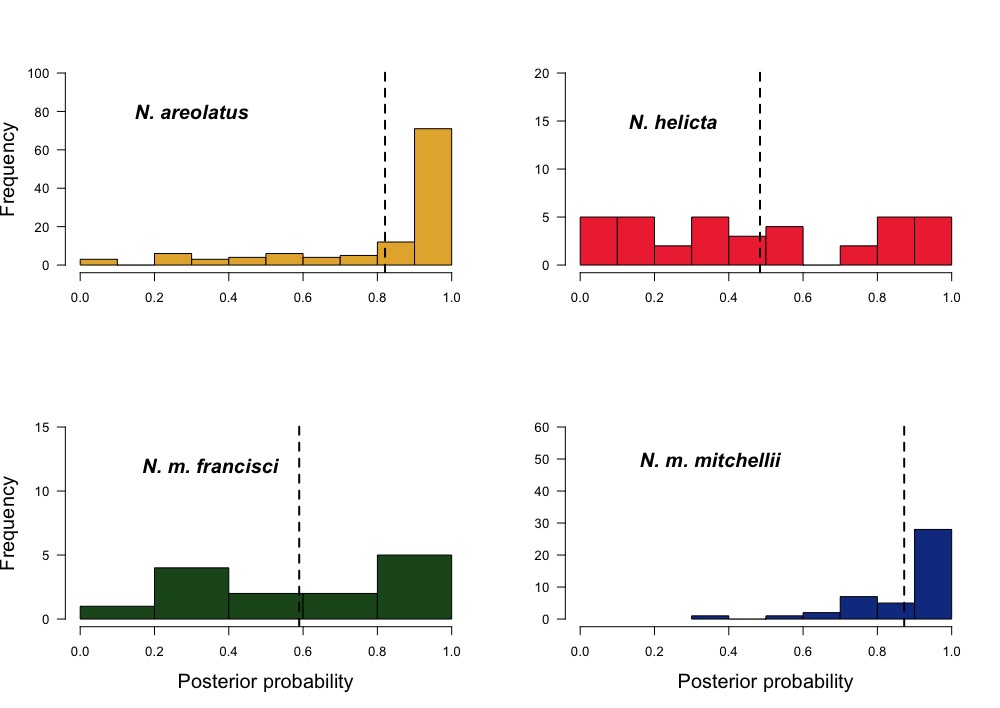 N. areolatus
Frequency
100
80
60
40
20
0
0.0 0.2 0.4 0.6 0.8 1.0
N. helicta
20
15
10
5
0
0.0 0.2 0.4 0.6 0.8 1.0
N. m. francisci
Frequency
15
10
5
0
0.0 0.2 0.4 0.6 0.8 1.0
Posterior probability
N. m. mitchellii
60
50
40
30
20
10
0
0.0 0.2 0.4 0.6 0.8 1.0
Posterior probability